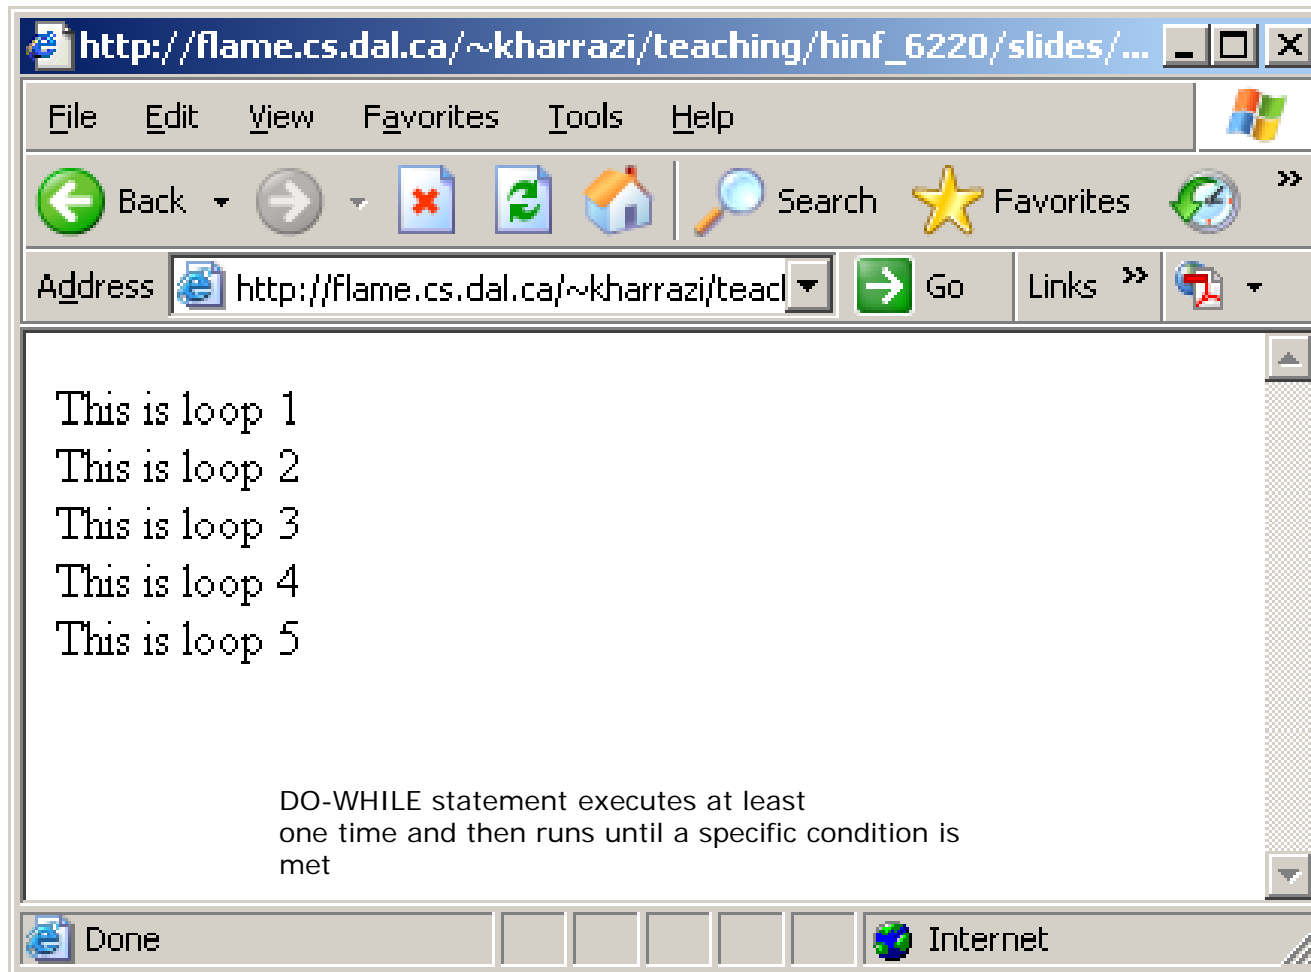 http://flame.cs.dal.ca/~kharrazi/teaching/hinf_6220/slides/...
File Edit View Favorites Tools Help
Back Search Favorites »
Address http://flame.cs.dal.ca/~kharrazi/teac Go Links »
This is loop 1
This is loop 2
This is loop 3
This is loop 4
This is loop 5
DO-WHILE statement executes at least
one time and then runs until a specific condition is
met
Done Internet